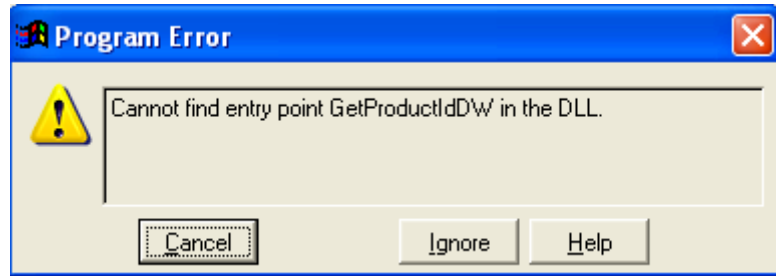 Program Error
Cannot find entry point GetProductIdDW in the DLL.
Cancel Ignore Help